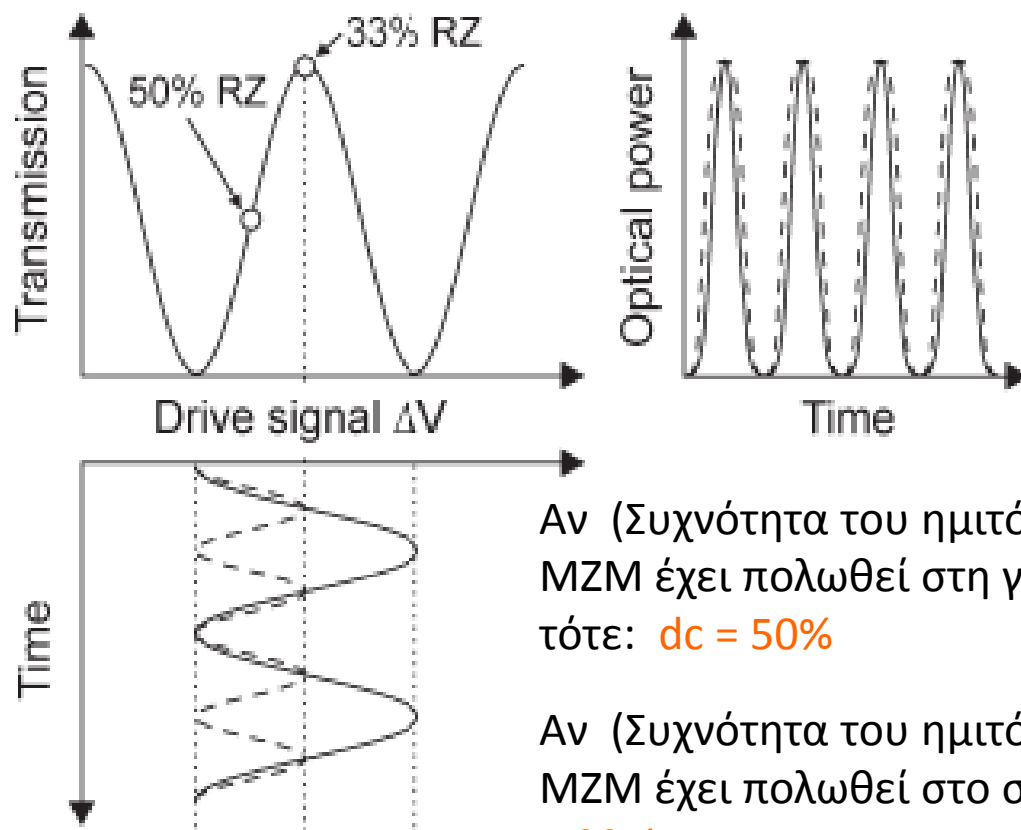 33% RZ
50% RZ
Transmission
Drive signal ΔV
Optical power
Time
Time
Αν (Συχνότητα του ημιτό
MZM έχει πολωθεί στη γ
τότε: dc = 50%
Αν (Συχνότητα του ημιτό
MZM έχει πολωθεί στο σ